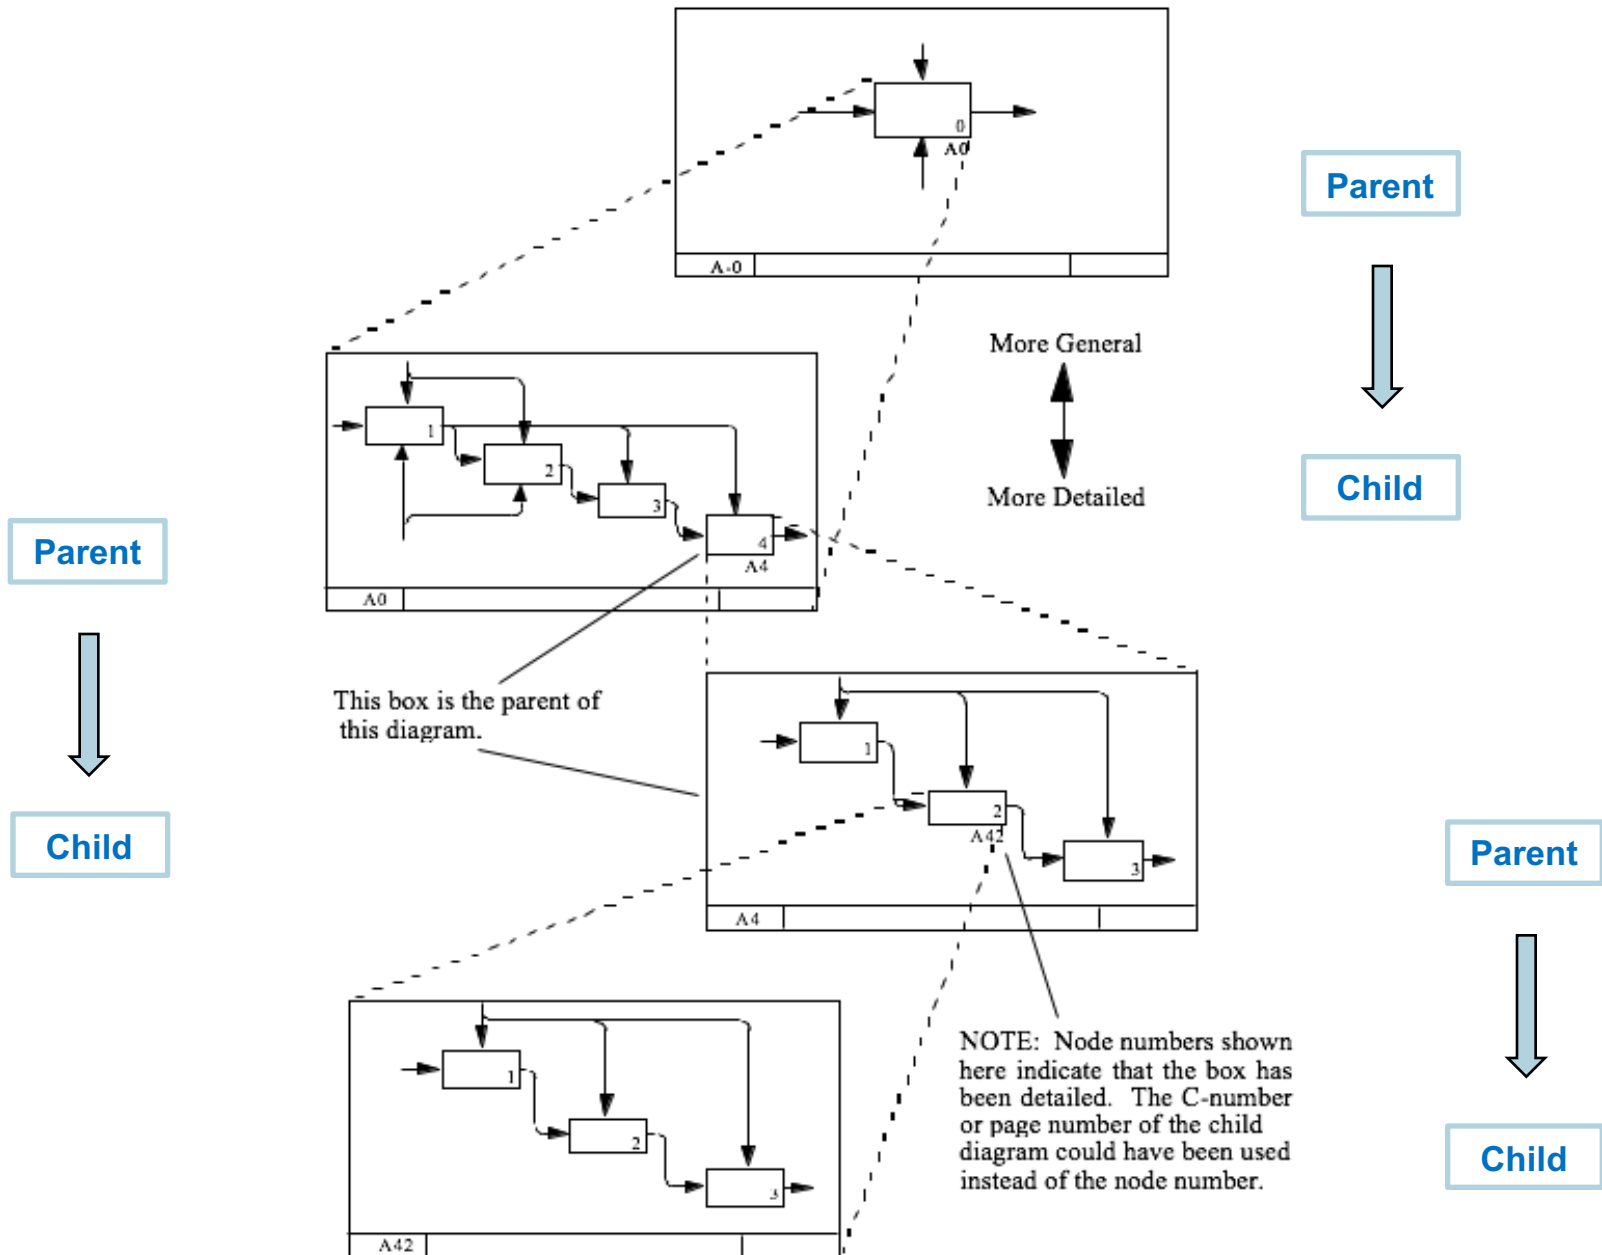 0
A0
A-0
Parent
More General
More Detailed
Child
1
2
3
4
A4
A0
Parent
Child
This box is the parent of
this diagram.
1
2
A42
3
A4
Parent
Child
NOTE: Node numbers shown
here indicate that the box has
been detailed. The C-number
or page number of the child
diagram could have been used
instead of the node number.
1
2
3
A42